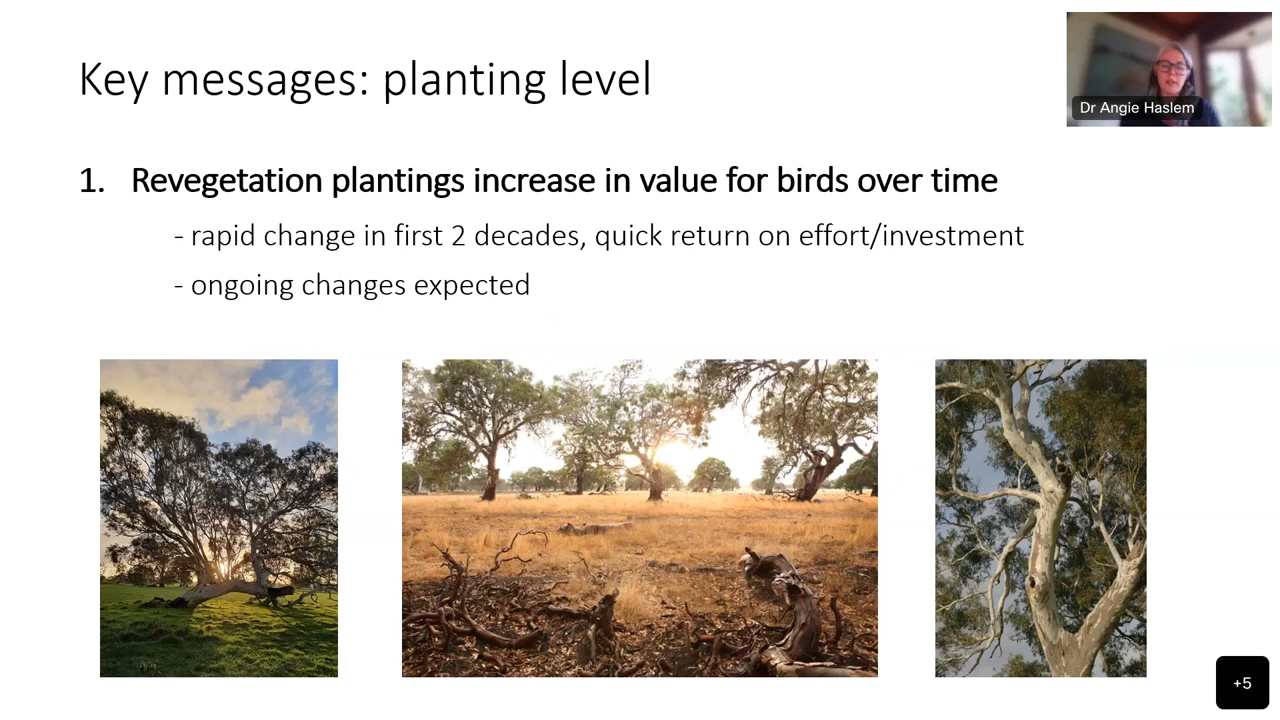 Key messages: planting level
Dr Angie Haslem
1. Revegetation plantings increase in value for birds over time
- rapid change in first 2 decades, quick return on effort/investment
- ongoing changes expected
+5